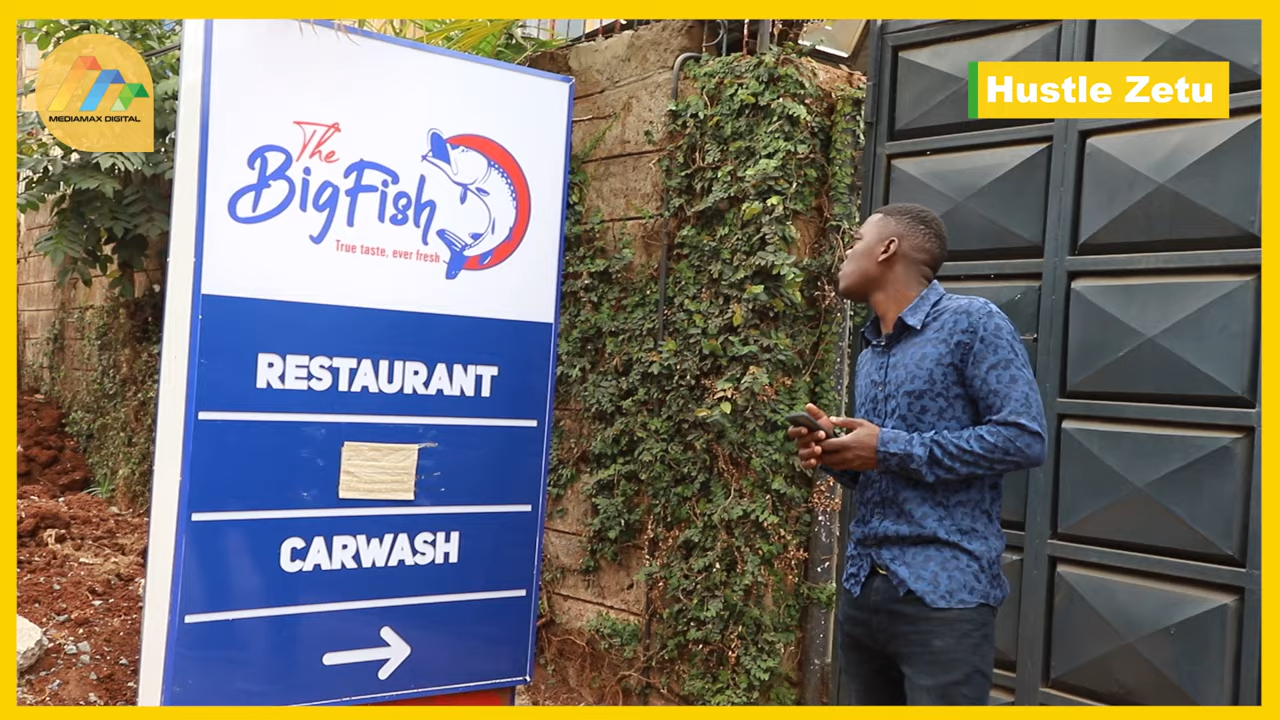 MEDIAMAX DIGITAL
Hustle Zetu
The
BigFish
True taste, ever fresh
RESTAURANT
CARWASH